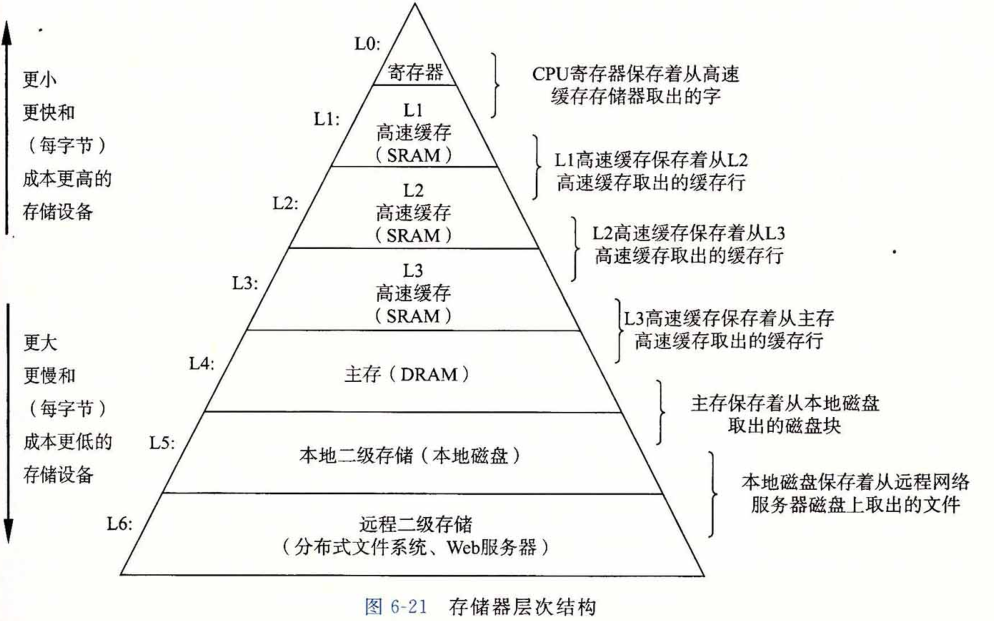 更小
更快和
（每字节）
成本更高的
存储设备
更大
更慢和
（每字节）
成本更低的
存储设备
L0:
寄存器
CPU寄存器保存着从高速
缓存存储器取出的字
L1:
L1
高速缓存
（SRAM）
L1高速缓存保存着从L2
高速缓存取出的缓存行
L2:
L2
高速缓存
（SRAM）
L2高速缓存保存着从L3
高速缓存取出的缓存行
L3:
L3
高速缓存
（SRAM）
L3高速缓存保存着从主存
高速缓存取出的缓存行
L4:
主存（DRAM）
主存保存着从本地磁盘
取出的磁盘块
L5:
本地二级存储（本地磁盘）
本地磁盘保存着从远程网络
服务器磁盘上取出的文件
L6:
远程二级存储
（分布式文件系统、Web服务器）
图 6-21 存储器层次结构